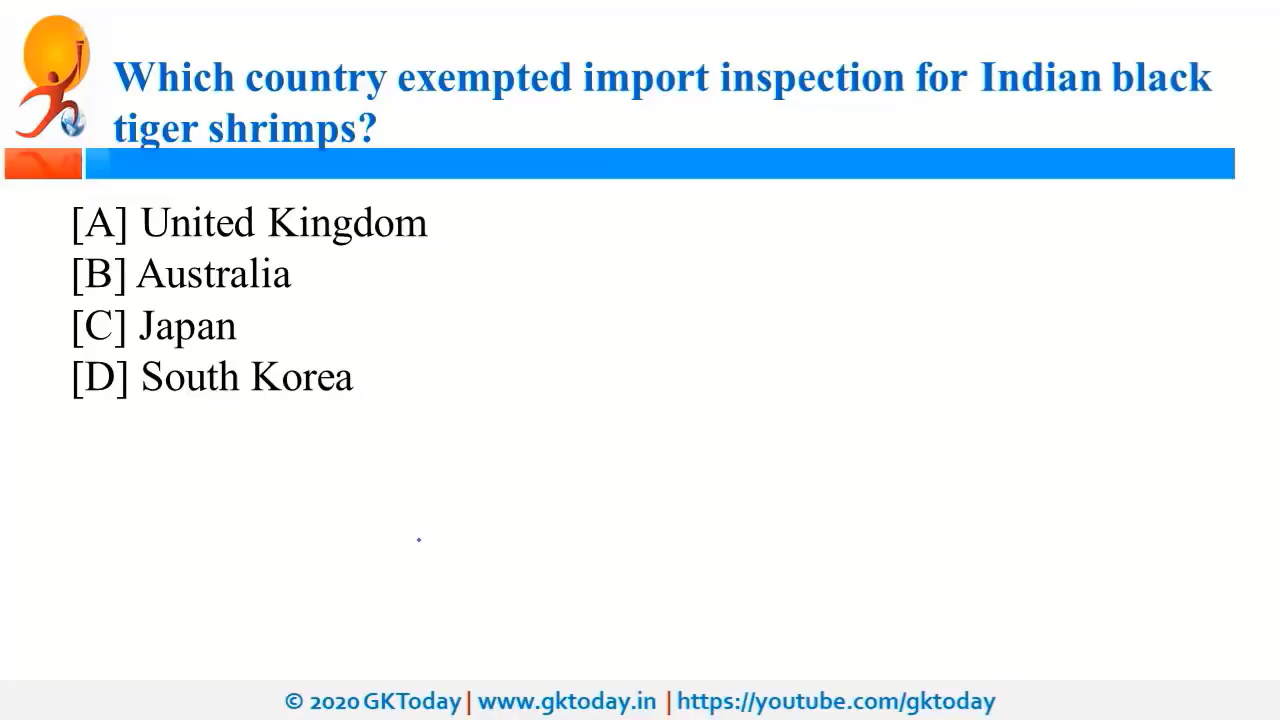 Which country exempted import inspection for Indian black
tiger shrimps?
[A] United Kingdom
[B] Australia
[C] Japan
[D] South Korea
© 2020 GKToday | www.gktoday.in | https://youtube.com/gktoday